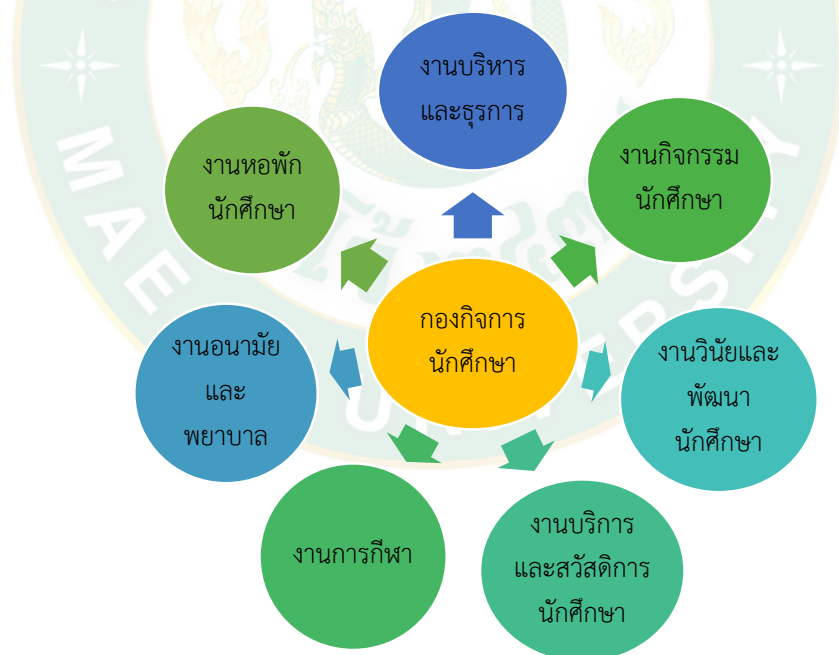 งานบริหาร
และธุรการ
งานกิจกรรม
นักศึกษา
งานหอพัก
นักศึกษา
กองกิจการ
นักศึกษา
งานวินัยและ
พัฒนา
นักศึกษา
งานอนามัย
และ
พยาบาล
งานบริการ
และสวัสดิการ
นักศึกษา
งานการกีฬา
MAE
UNIVERSITY